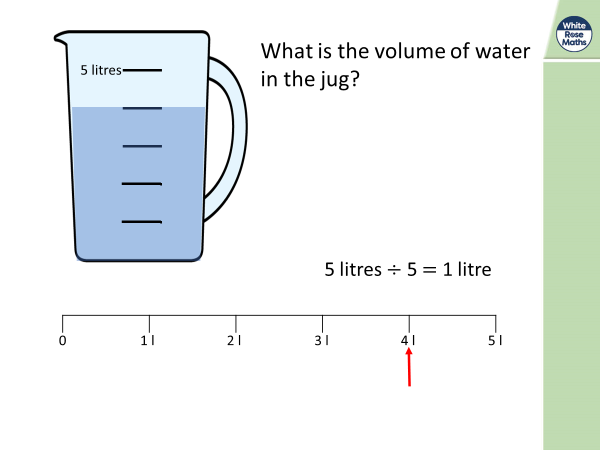 White
Rose
Maths
What is the volume of water
in the jug?
5 litres
5 litres ÷ 5 = 1 litre
0 1 l 2 l 3 l 4 l 5 l